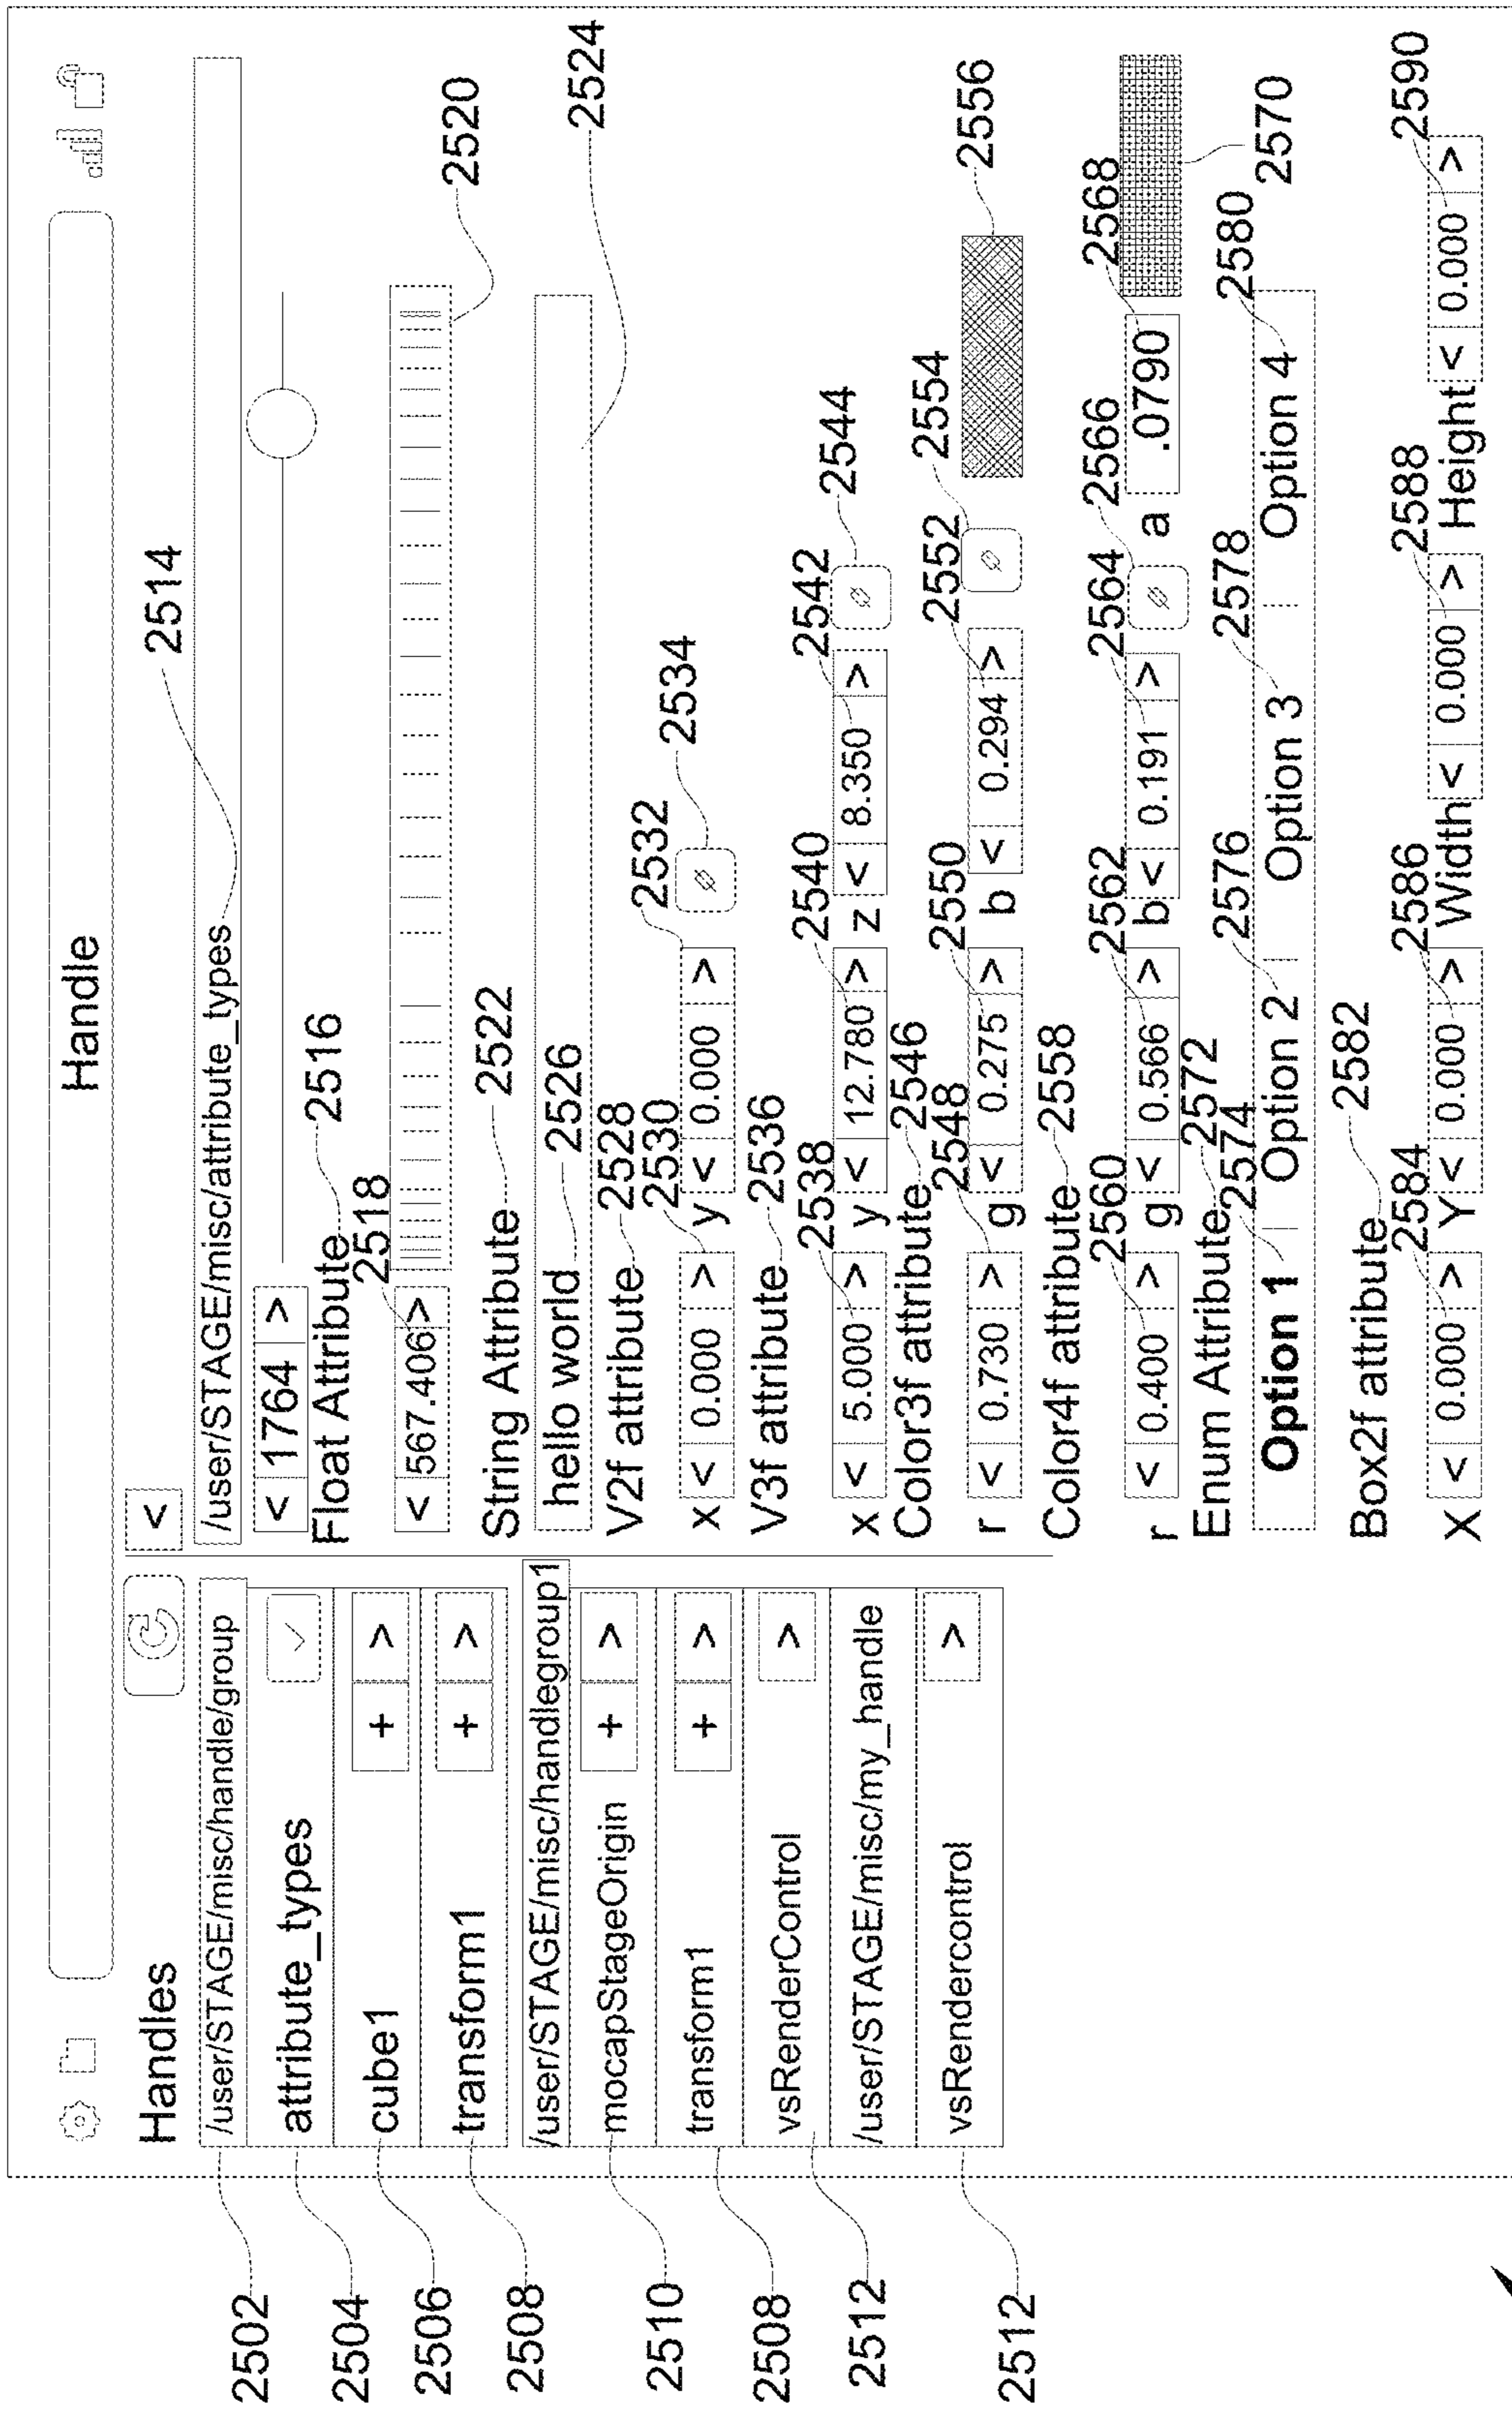 Handle
Handles
<
2514
2502
/user/STAGE/misc/handle/group
/user/STAGE/misc/attribute_types
2504
attribute_types
< 1764 >
Float Attribute 2516
2506
cube1 + >
2518
< 567.406 >
2520
2508
transform1 + >
String Attribute 2522
2524
/user/STAGE/misc/handlegroup1
hello world 2526
2510
mocapStageOrigin + >
V2f attribute 2528
2530
2532
2534
2508
transform1 + >
x < 0.000 > y < 0.000 >
V3f attribute 2536
2512
vsRenderControl >
2538
2540
2542
2544
/user/STAGE/misc/my_handle
x < 5.000 > y < 12.780 > z < 8.350 >
Color3f attribute 2546
2512
vsRendercontrol >
2548
2550
2552
2554
2556
r < 0.730 > g < 0.275 > b < 0.294 >
Color4f attribute 2558
2560
2562
2564
2566
2568
r < 0.400 > g < 0.566 > b < 0.191 > a .0790
2570
Enum Attribute 2572
2574
2576
2578
2580
Option 1 Option 2 Option 3 Option 4
Box2f attribute 2582
2584
2586
2588
2590
X < 0.000 > Y < 0.000 > Width < 0.000 > Height < 0.000 >